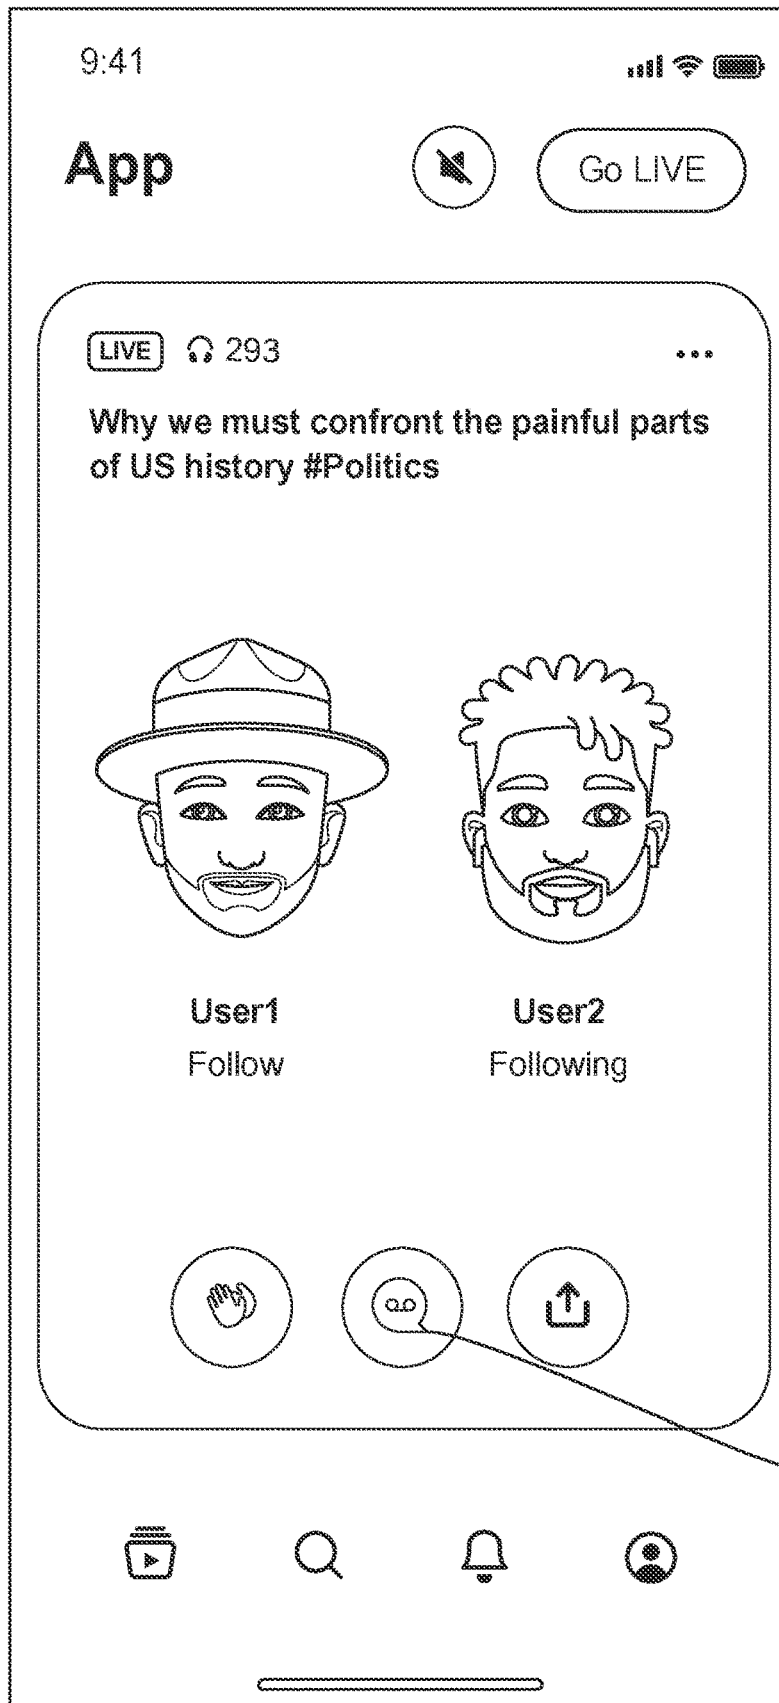 9:41
App
Go LIVE
LIVE 293
Why we must confront the painful parts
of US history #Politics
User1 User2
Follow Following